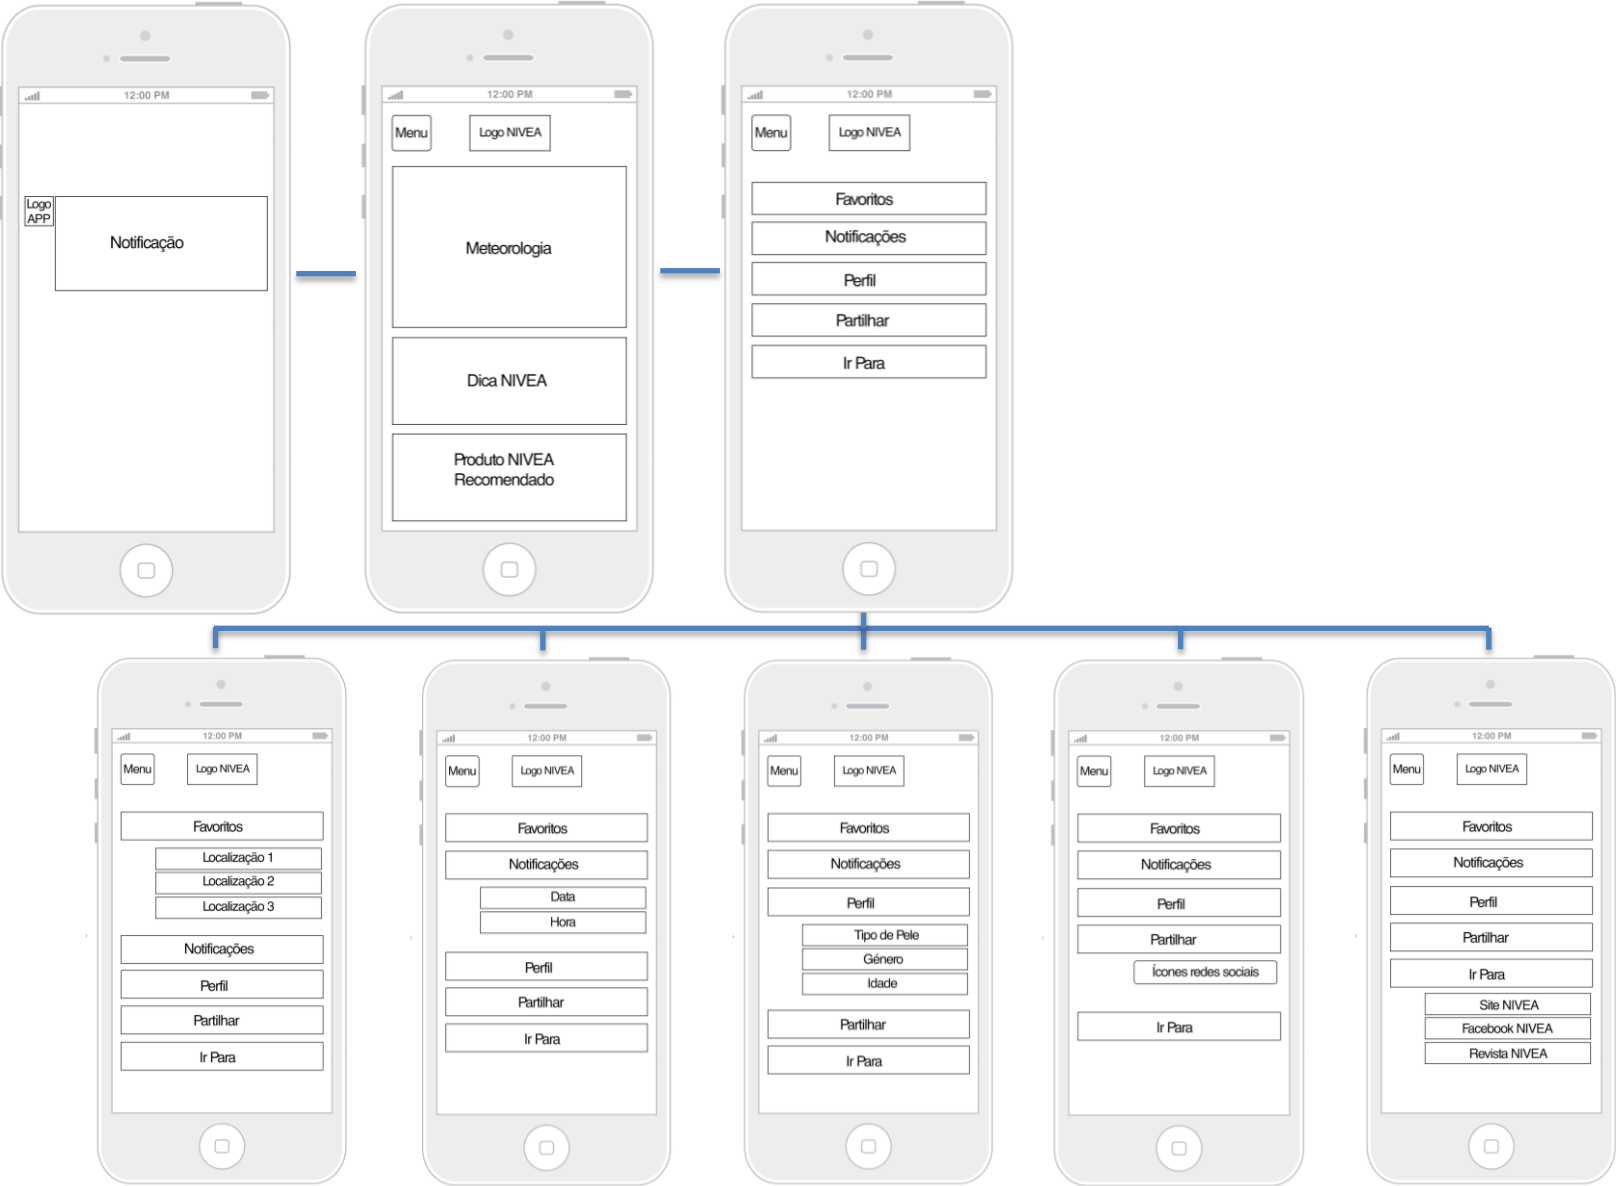 12:00 PM
Logo
APP
Notificação
12:00 PM
Menu
Logo NIVEA
Meteorologia
Dica NIVEA
Produto NIVEA
Recomendado
12:00 PM
Menu
Logo NIVEA
Favoritos
Notificações
Perfil
Partilhar
Ir Para
12:00 PM
Menu
Logo NIVEA
Favoritos
Localização 1
Localização 2
Localização 3
Notificações
Perfil
Partilhar
Ir Para
12:00 PM
Menu
Logo NIVEA
Favoritos
Notificações
Data
Hora
Perfil
Partilhar
Ir Para
12:00 PM
Menu
Logo NIVEA
Favoritos
Notificações
Perfil
Tipo de Pele
Género
Idade
Partilhar
Ir Para
12:00 PM
Menu
Logo NIVEA
Favoritos
Notificações
Perfil
Partilhar
Ícones redes sociais
Ir Para
12:00 PM
Menu
Logo NIVEA
Favoritos
Notificações
Perfil
Partilhar
Ir Para
Site NIVEA
Facebook NIVEA
Revista NIVEA